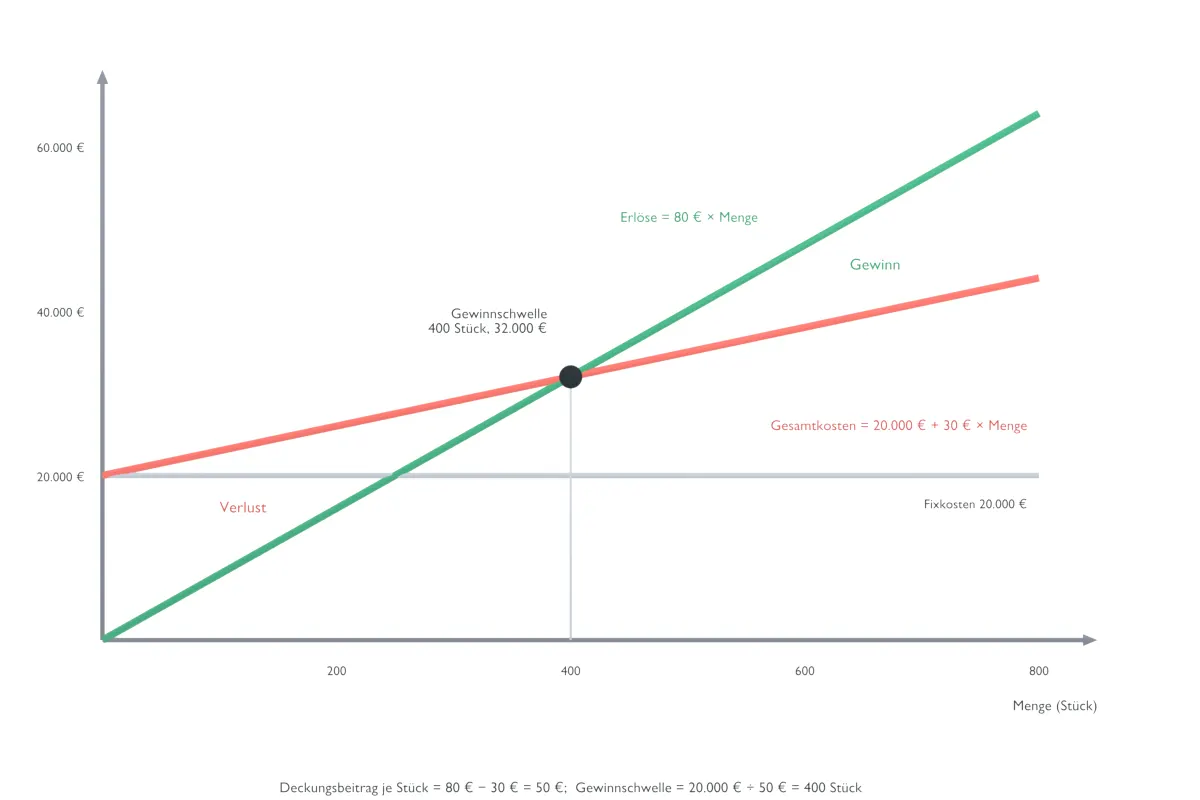 60.000 €
Erlöse = 80 € × Menge
Gewinn
40.000 €
Gewinnschwelle
400 Stück, 32.000 €
Gesamtkosten = 20.000 € + 30 € × Menge
20.000 €
Verlust
Fixkosten 20.000 €
200
400
600
800
Menge (Stück)
Deckungsbeitrag je Stück = 80 € − 30 € = 50 €; Gewinnschwelle = 20.000 € ÷ 50 € = 400 Stück